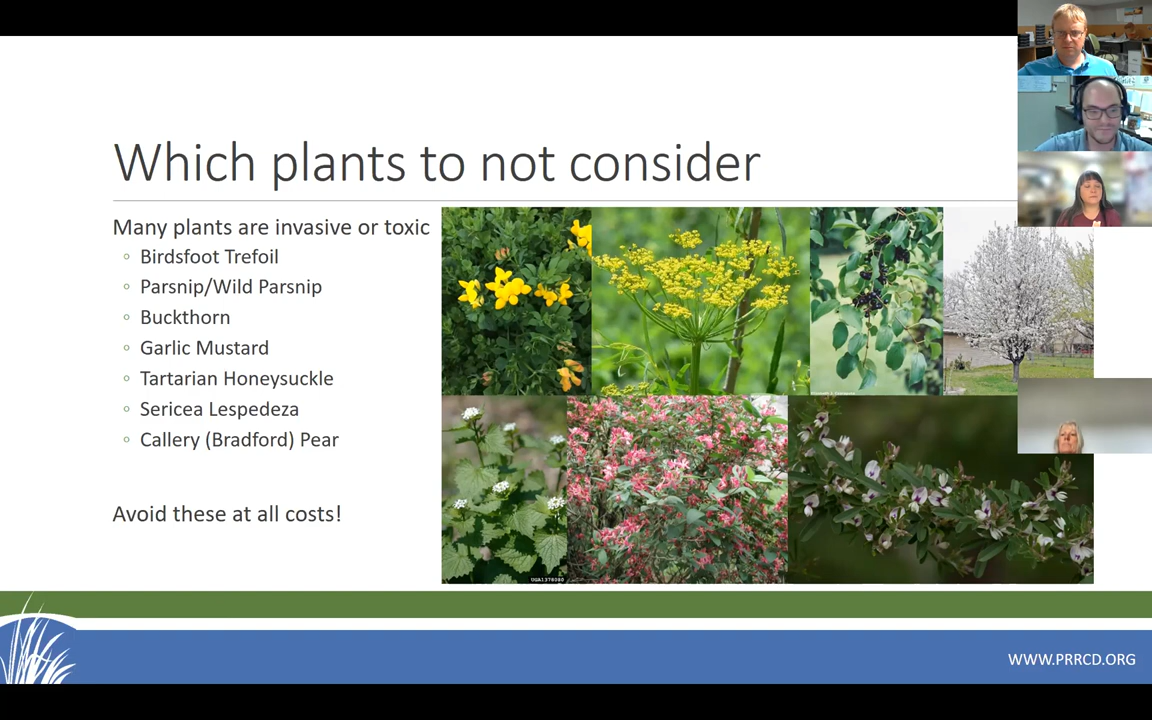 Which plants to not consider
Many plants are invasive or toxic
Birdsfoot Trefoil
Parsnip/Wild Parsnip
Buckthorn
Garlic Mustard
Tartarian Honeysuckle
Sericea Lespedeza
Callery (Bradford) Pear
Avoid these at all costs!
WWW.PRRCD.ORG